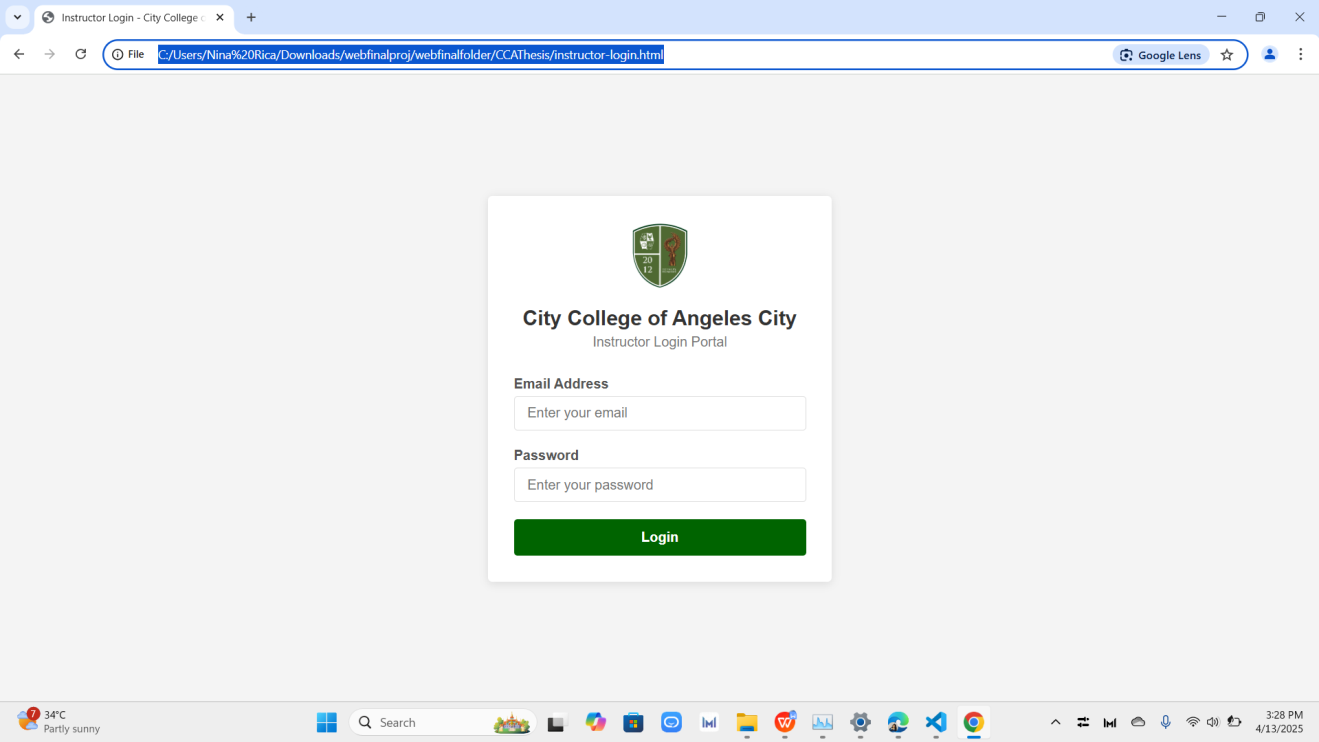 Instructor Login - City College o
File
C:/Users/Nina%20Rica/Downloads/webfinalproj/webfinalfolder/CCAThesis/instructor-login.html
Google Lens
20
12
City College of Angeles City
Instructor Login Portal
Email Address
Enter your email
Password
Enter your password
Login
7
34°C
Partly sunny
Search
3:28 PM
4/13/2025